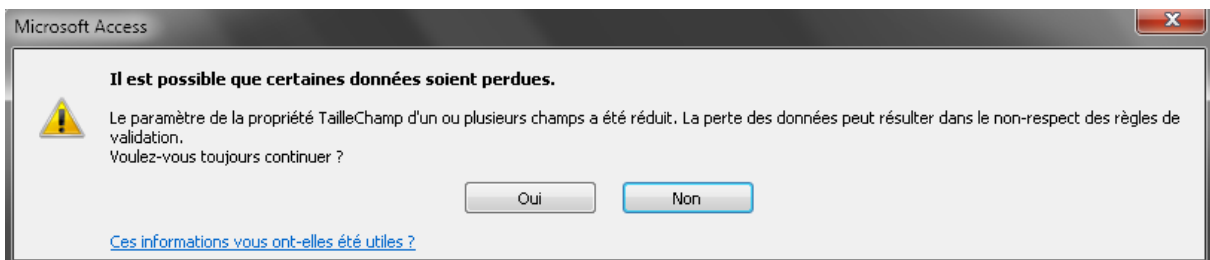 Microsoft Access
Il est possible que certaines données soient perdues.
Le paramètre de la propriété TailleChamp d'un ou plusieurs champs a été réduit. La perte des données peut résulter dans le non-respect des règles de
validation.
Voulez-vous toujours continuer ?
Oui Non
Ces informations vous ont-elles été utiles ?